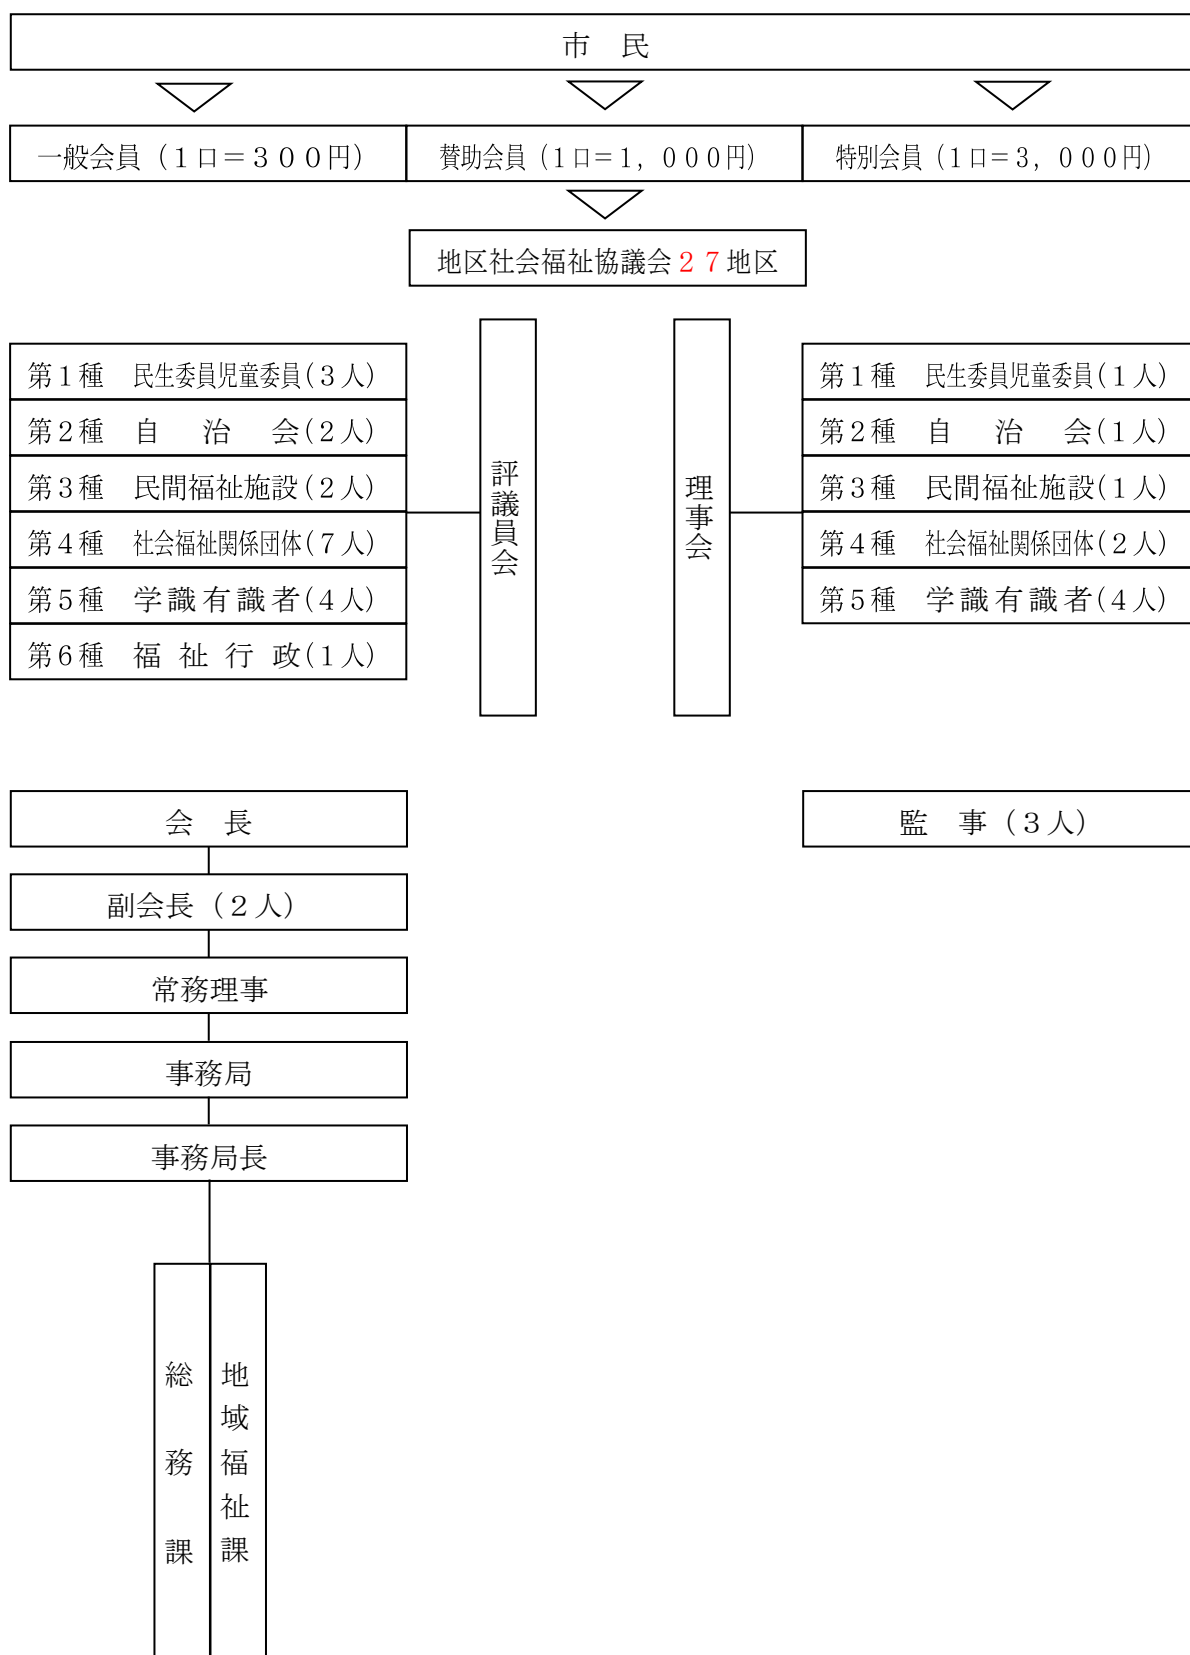 市　民
一般会員（１口＝３００円）
賛助会員（１口＝１，０００円）
特別会員（１口＝３，０００円）
地区社会福祉協議会２７地区
第１種　民生委員児童委員(３人)
第２種　自　治　会(２人)
第３種　民間福祉施設(２人)
第４種　社会福祉関係団体(７人)
第５種　学識有識者(４人)
第６種　福祉行政(１人)
評議員会
理事会
第１種　民生委員児童委員(１人)
第２種　自　治　会(１人)
第３種　民間福祉施設(１人)
第４種　社会福祉関係団体(２人)
第５種　学識有識者(４人)
会　長
副会長（２人）
常務理事
事務局
事務局長
監　事（３人）
総務課
地域福祉課